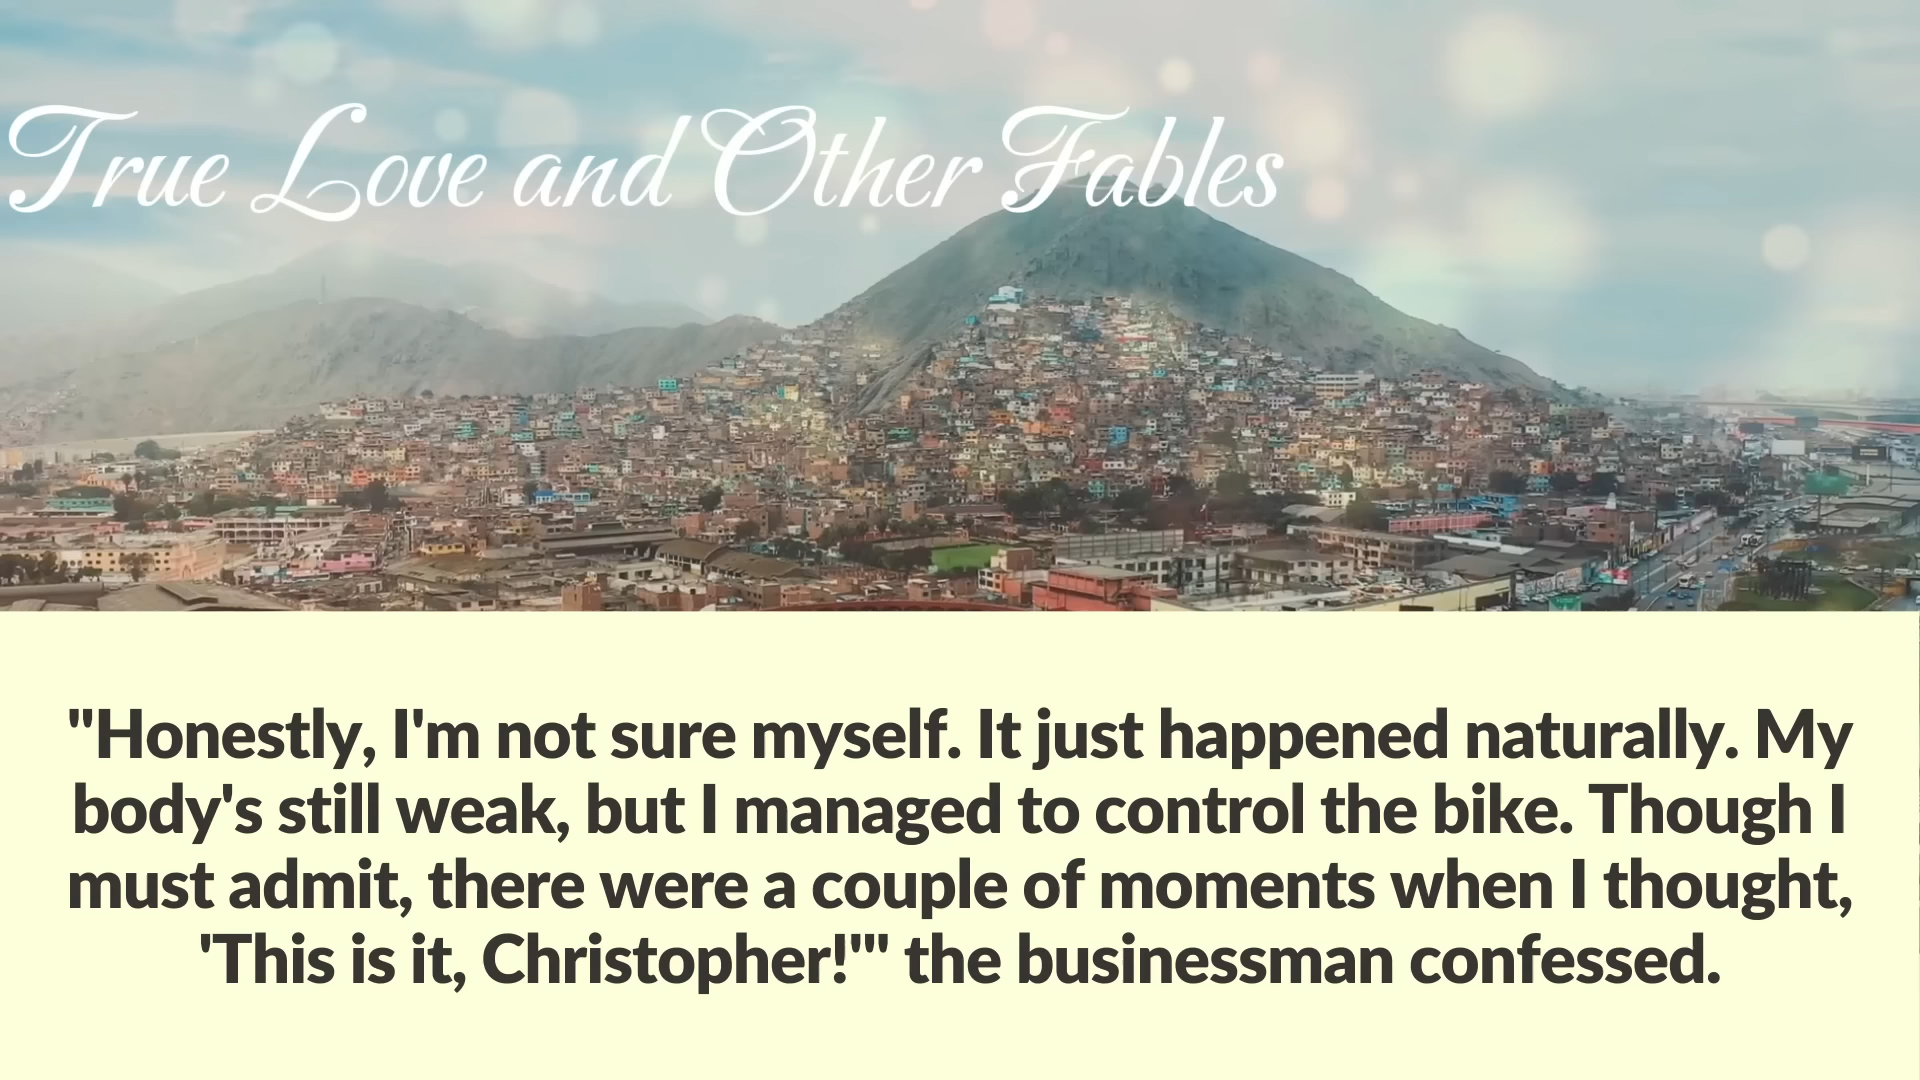 True Love and Other Fables
"Honestly, I'm not sure myself. It just happened naturally. My
body's still weak, but I managed to control the bike. Though I
must admit, there were a couple of moments when I thought,
'This is it, Christopher!'" the businessman confessed.